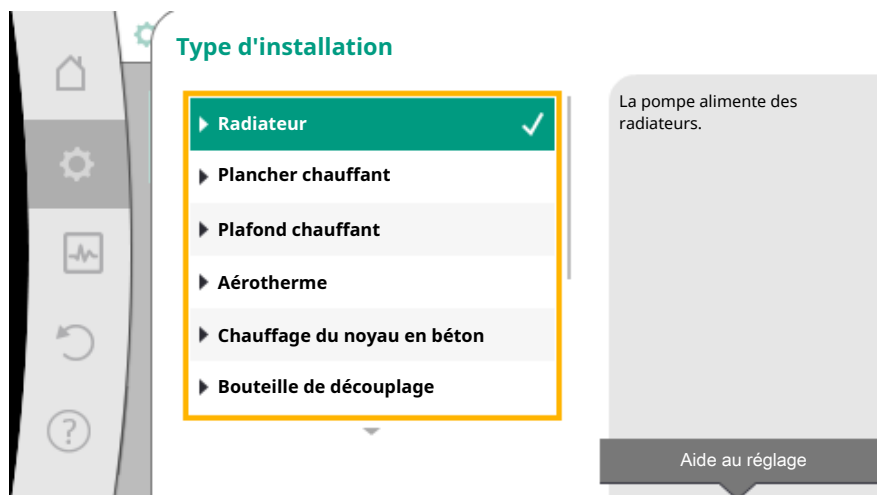 Type d'installation
Radiateur
Plancher chauffant
Plafond chauffant
Aérotherme
Chauffage du noyau en béton
Bouteille de découplage
La pompe alimente des
radiateurs.
Aide au réglage
?